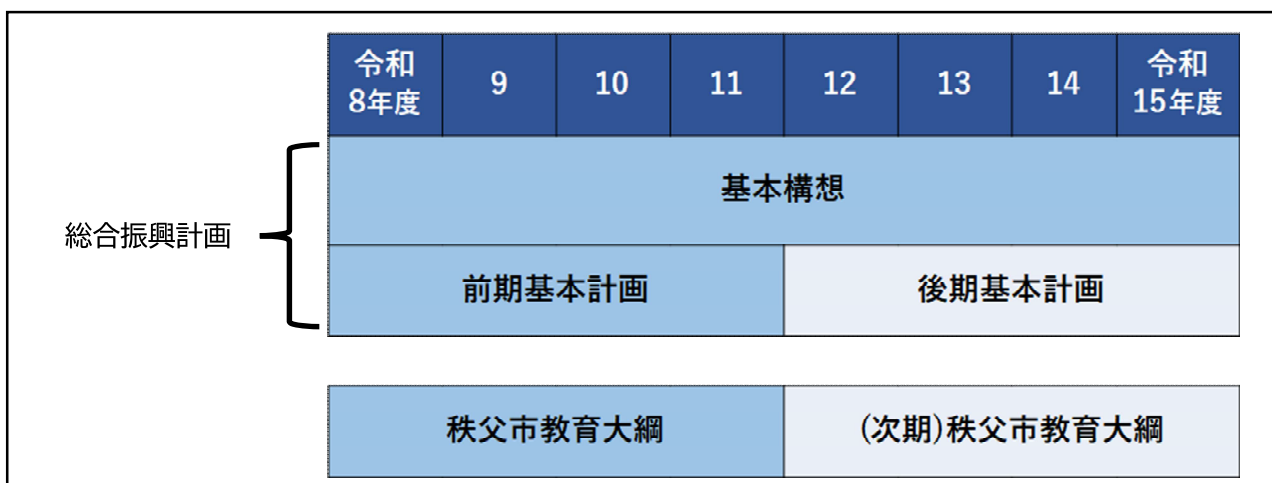 令和
8年度
9
10
11
12
13
14
令和
15年度
総合振興計画
基本構想
前期基本計画
後期基本計画
秩父市教育大綱
(次期)秩父市教育大綱